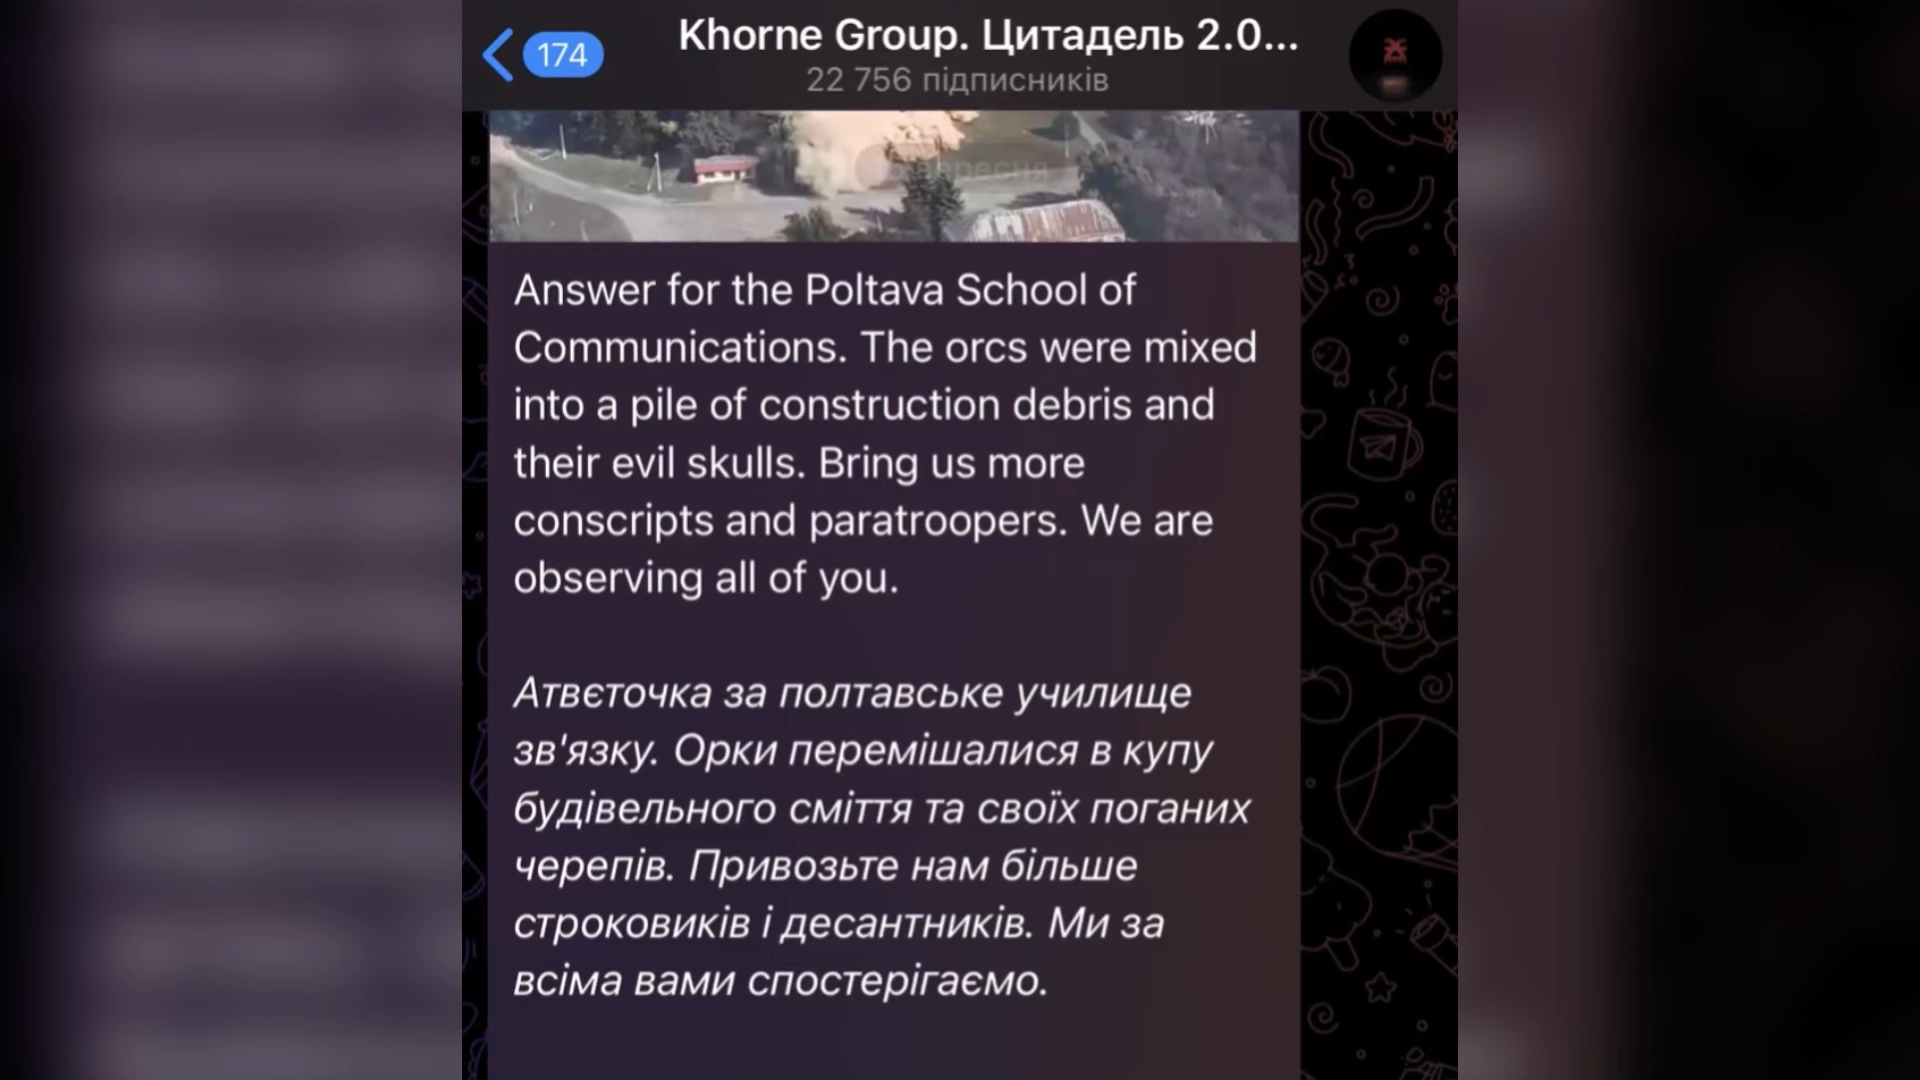 174
Khorne Group. Цитадель 2.0...
22 756 підписників
Answer for the Poltava School of
Communications. The orcs were mixed
into a pile of construction debris and
their evil skulls. Bring us more
conscripts and paratroopers. We are
observing all of you.
Атвєточка за полтавське училище
зв'язку. Орки перемішалися в купу
будівельного сміття та своїх поганих
черепів. Привозьте нам більше
строковиків і десантників. Ми за
всіма вами спостерігаємо.